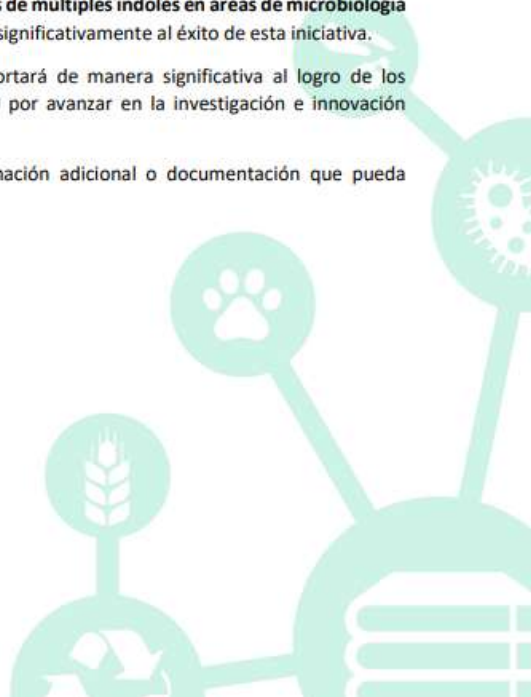 s de múltiples índoles en áreas de microbiología
significativamente al éxito de esta iniciativa.
ortará de manera significativa al logro de los
por avanzar en la investigación e innovación
nación adicional o documentación que pueda